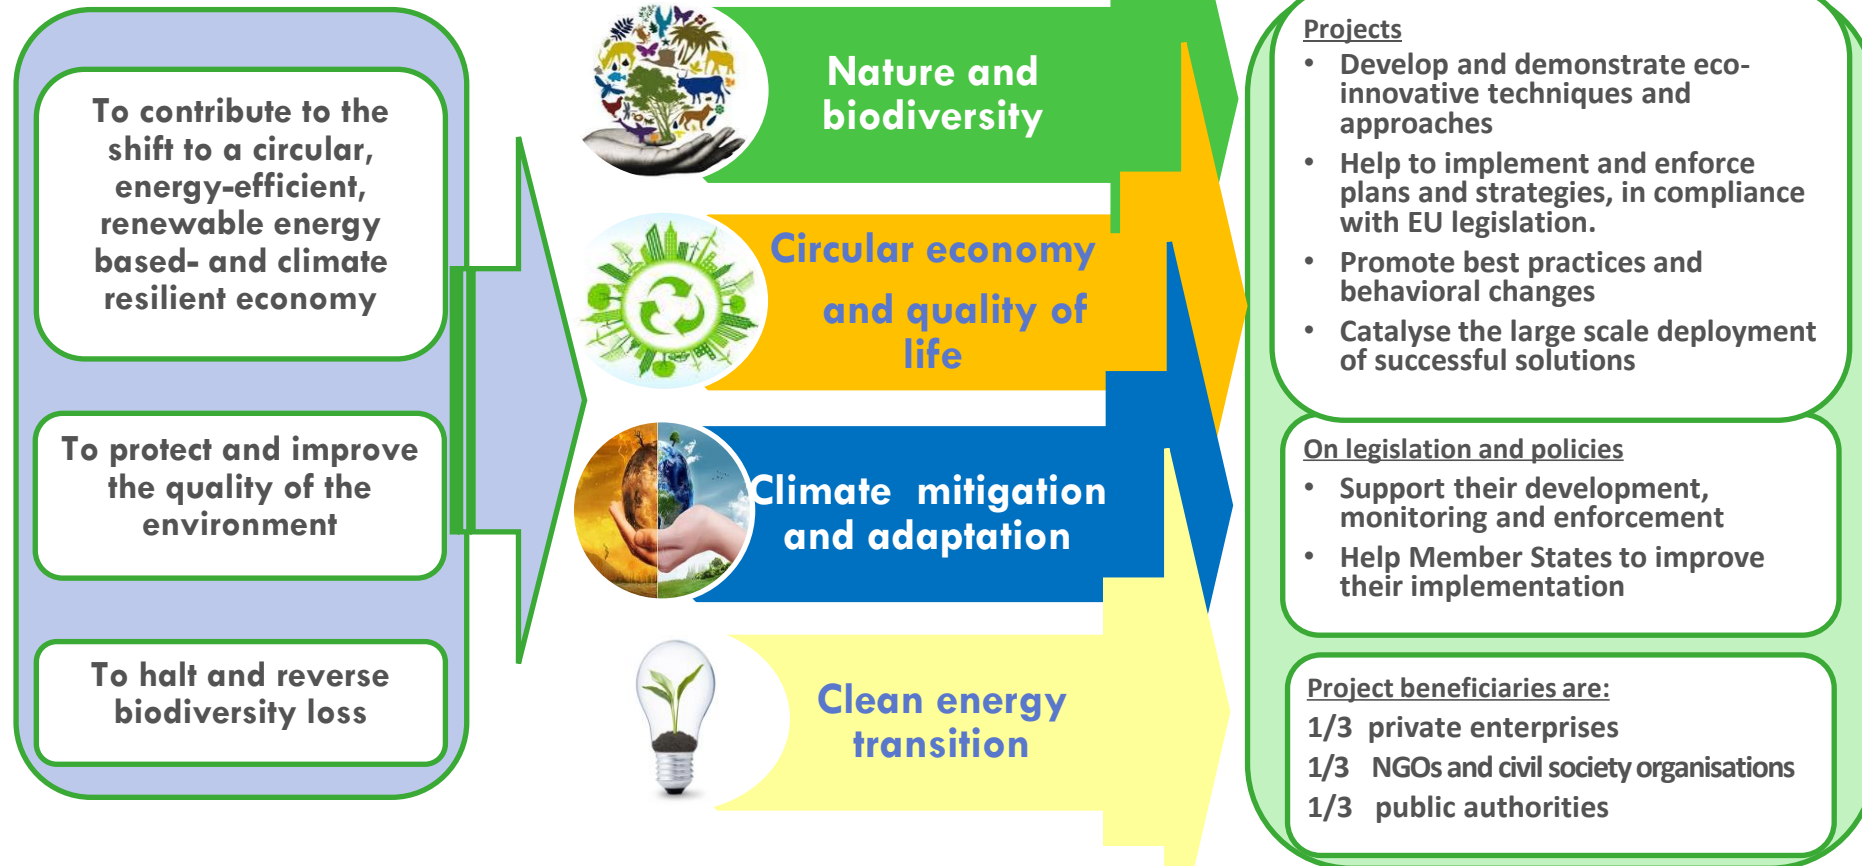 To contribute to the
shift to a circular,
energy-efficient,
renewable energy
based- and climate
resilient economy
To protect and improve
the quality of the
environment
To halt and reverse
biodiversity loss
Nature and
biodiversity
Circular economy
and quality of
life
Climate mitigation
and adaptation
Clean energy
transition
Projects
• Develop and demonstrate eco-
innovative techniques and
approaches
• Help to implement and enforce
plans and strategies, in compliance
with EU legislation.
• Promote best practices and
behavioral changes
• Catalyse the large scale deployment
of successful solutions
On legislation and policies
• Support their development,
monitoring and enforcement
• Help Member States to improve
their implementation
Project beneficiaries are:
1/3 private enterprises
1/3 NGOs and civil society organisations
1/3 public authorities